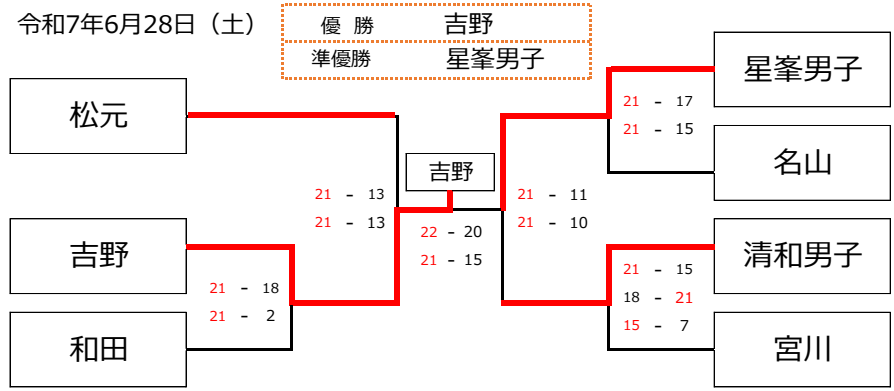 令和7年6月28日（土）
優 勝 吉野
準優勝 星峯男子
星峯男子
松元
21 - 17
21 - 15
名山
吉野
21 - 13
21 - 13
21 - 11
21 - 10
22 - 20
21 - 15
吉野
清和男子
21 - 18
21 - 2
21 - 15
18 - 21
15 - 7
和田
宮川